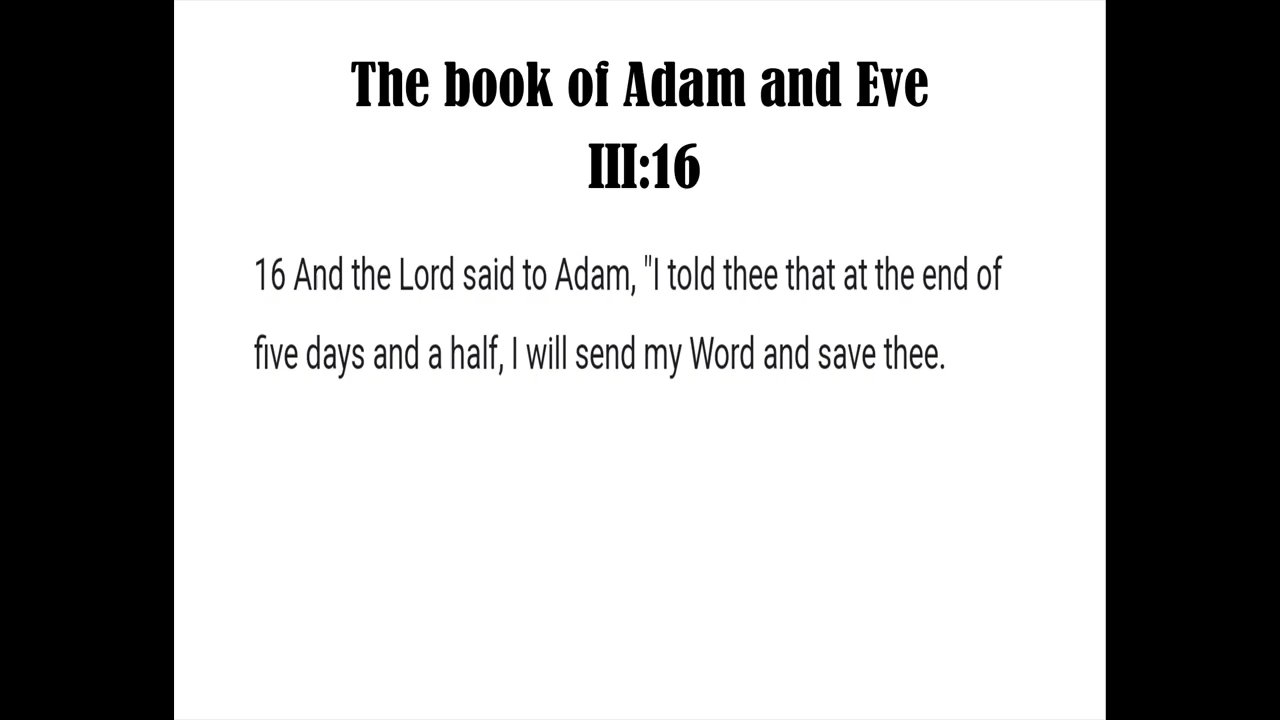 The book of Adam and Eve
III:16
16 And the Lord said to Adam, "I told thee that at the end of
five days and a half, I will send my Word and save thee.